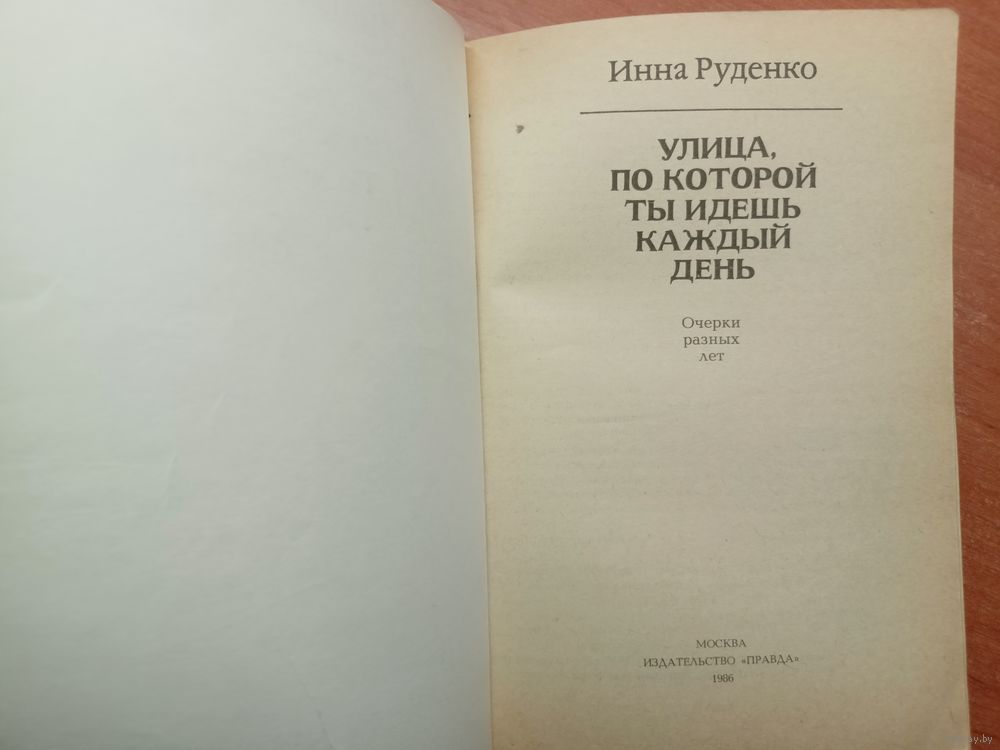 Инна Руденко
УЛИЦА,
ПО КОТОРОЙ
ТЫ ИДЕШЬ
КАЖДЫЙ
ДЕНЬ
Очерки
разных
лет
МОСКВА
ИЗДАТЕЛЬСТВО «ПРАВДА»
1986